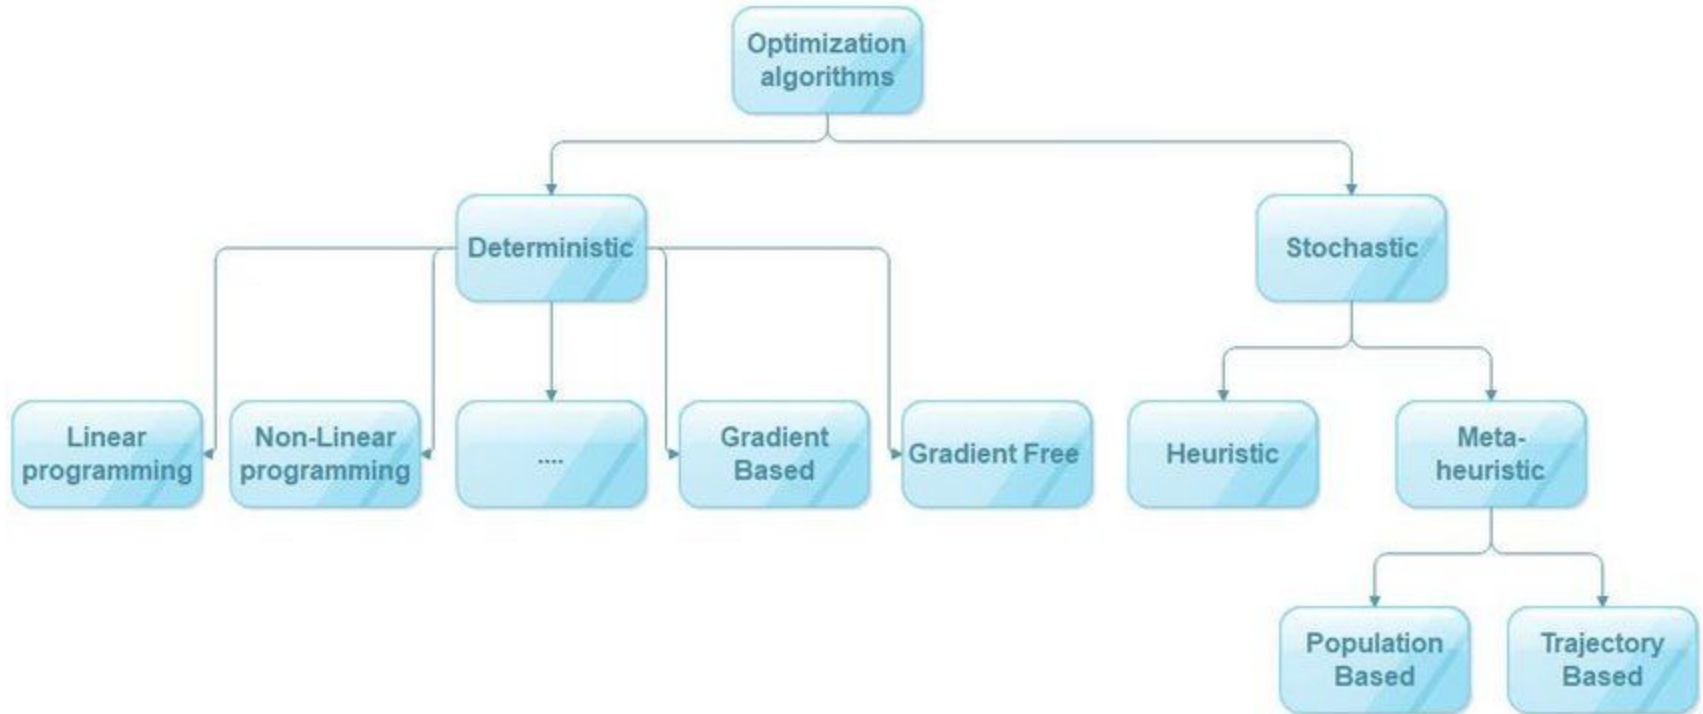 Optimization
algorithms
Deterministic
Stochastic
Linear
programming
Non-Linear
programming
....
Gradient
Based
Gradient Free
Heuristic
Meta-
heuristic
Population
Based
Trajectory
Based